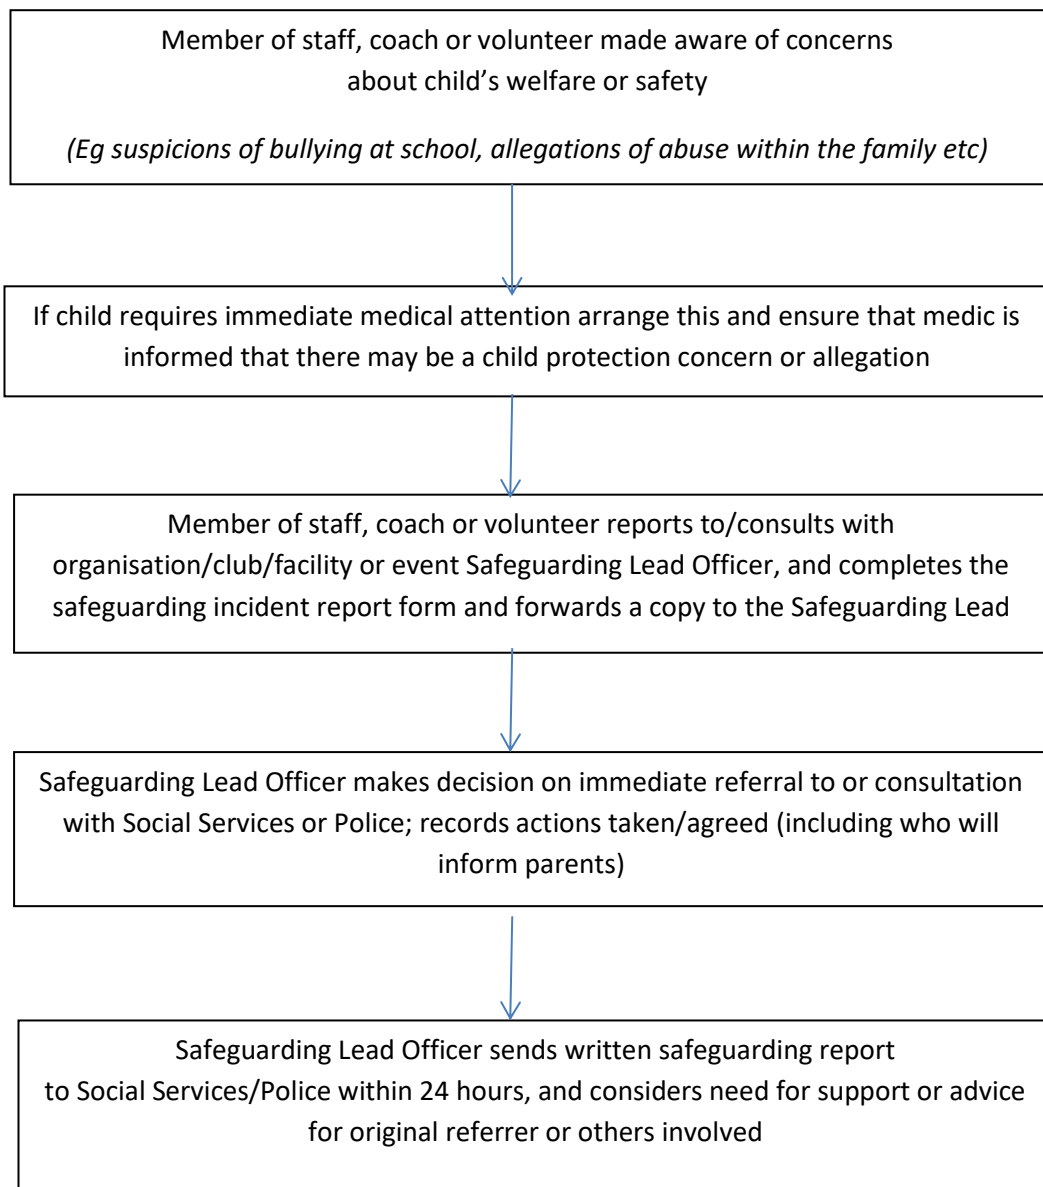 Member of staff, coach or volunteer made aware of concerns
about child’s welfare or safety
(Eg suspicions of bullying at school, allegations of abuse within the family etc)
If child requires immediate medical attention arrange this and ensure that medic is
informed that there may be a child protection concern or allegation
Member of staff, coach or volunteer reports to/consults with
organisation/club/facility or event Safeguarding Lead Officer, and completes the
safeguarding incident report form and forwards a copy to the Safeguarding Lead
Safeguarding Lead Officer makes decision on immediate referral to or consultation
with Social Services or Police; records actions taken/agreed (including who will
inform parents)
Safeguarding Lead Officer sends written safeguarding report
to Social Services/Police within 24 hours, and considers need for support or advice
for original referrer or others involved